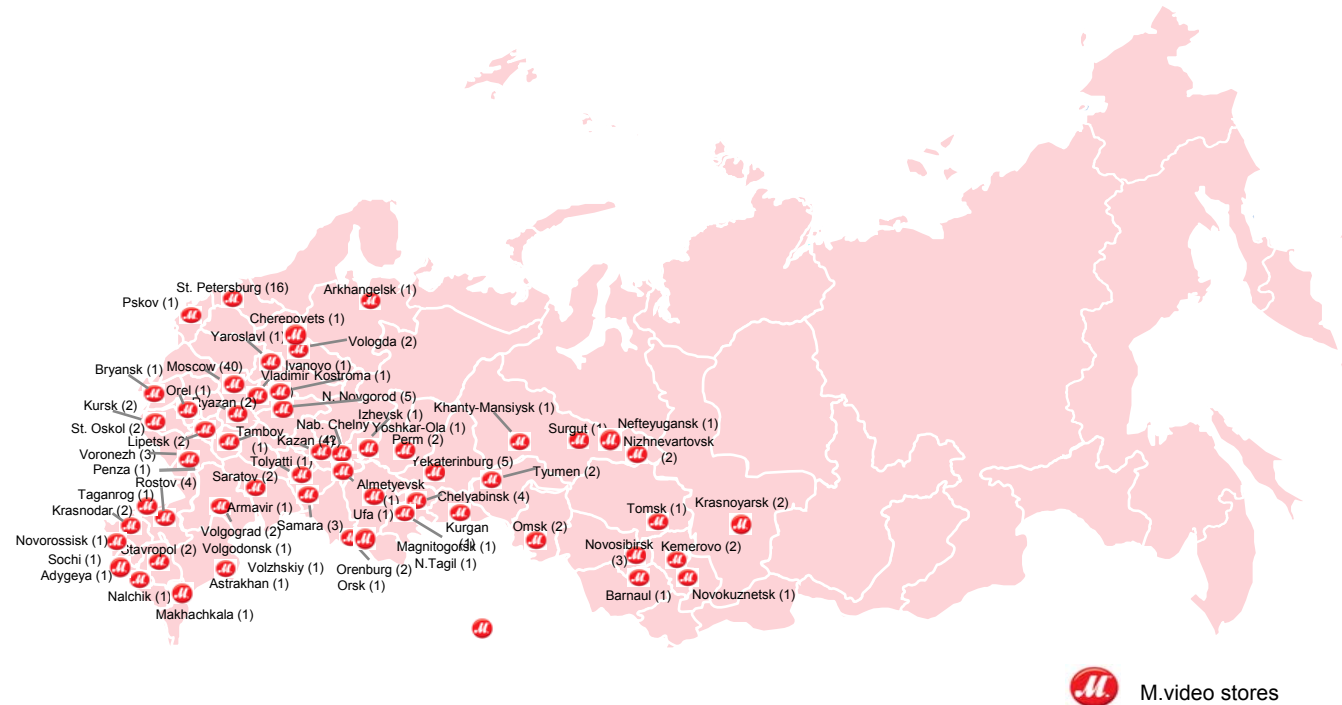 St. Petersburg (16)
Arkhangelsk (1)
Pskov (1)
Cherepovets (1)
Yaroslavl (1)
Vologda (2)
Moscow (40)
Ivanovo (1)
Bryansk (1)
Vladimir Kostroma (1)
Orel (1)
N. Novgorod (5)
Kursk (2)
Ryazan (2)
Izhevsk (1)
Khanty-Mansiysk (1)
St. Oskol (2)
Nab. Chelny
Yoshkar-Ola (1)
Surgut (1)
Nefteyugansk (1)
Lipetsk (2)
Tambov
(1)
Kazan (4)
Perm (2)
Nizhnevartovsk
(2)
Voronezh (3)
Penza (1)
Tolyatti (1)
Yekaterinburg (5)
Tyumen (2)
Rostov (4)
Saratov (2)
Almetyevsk
(1)
Chelyabinsk (4)
Taganrog (1)
Krasnodar (2)
Armavir (1)
Ufa (1)
Tomsk (1)
Krasnoyarsk (2)
Samara (3)
Kurgan
(1)
Omsk (2)
Novorossisk (1)
Volgograd (2)
Stavropol (2)
Volgodonsk (1)
Magnitogorsk (1)
Novosibirsk
(3)
Kemerovo (2)
Sochi (1)
Volzhskiy (1)
Orenburg (2)
N.Tagil (1)
Adygeya (1)
Astrakhan (1)
Orsk (1)
Nalchik (1)
Barnaul (1)
Novokuznetsk (1)
Makhachkala (1)
M.video stores